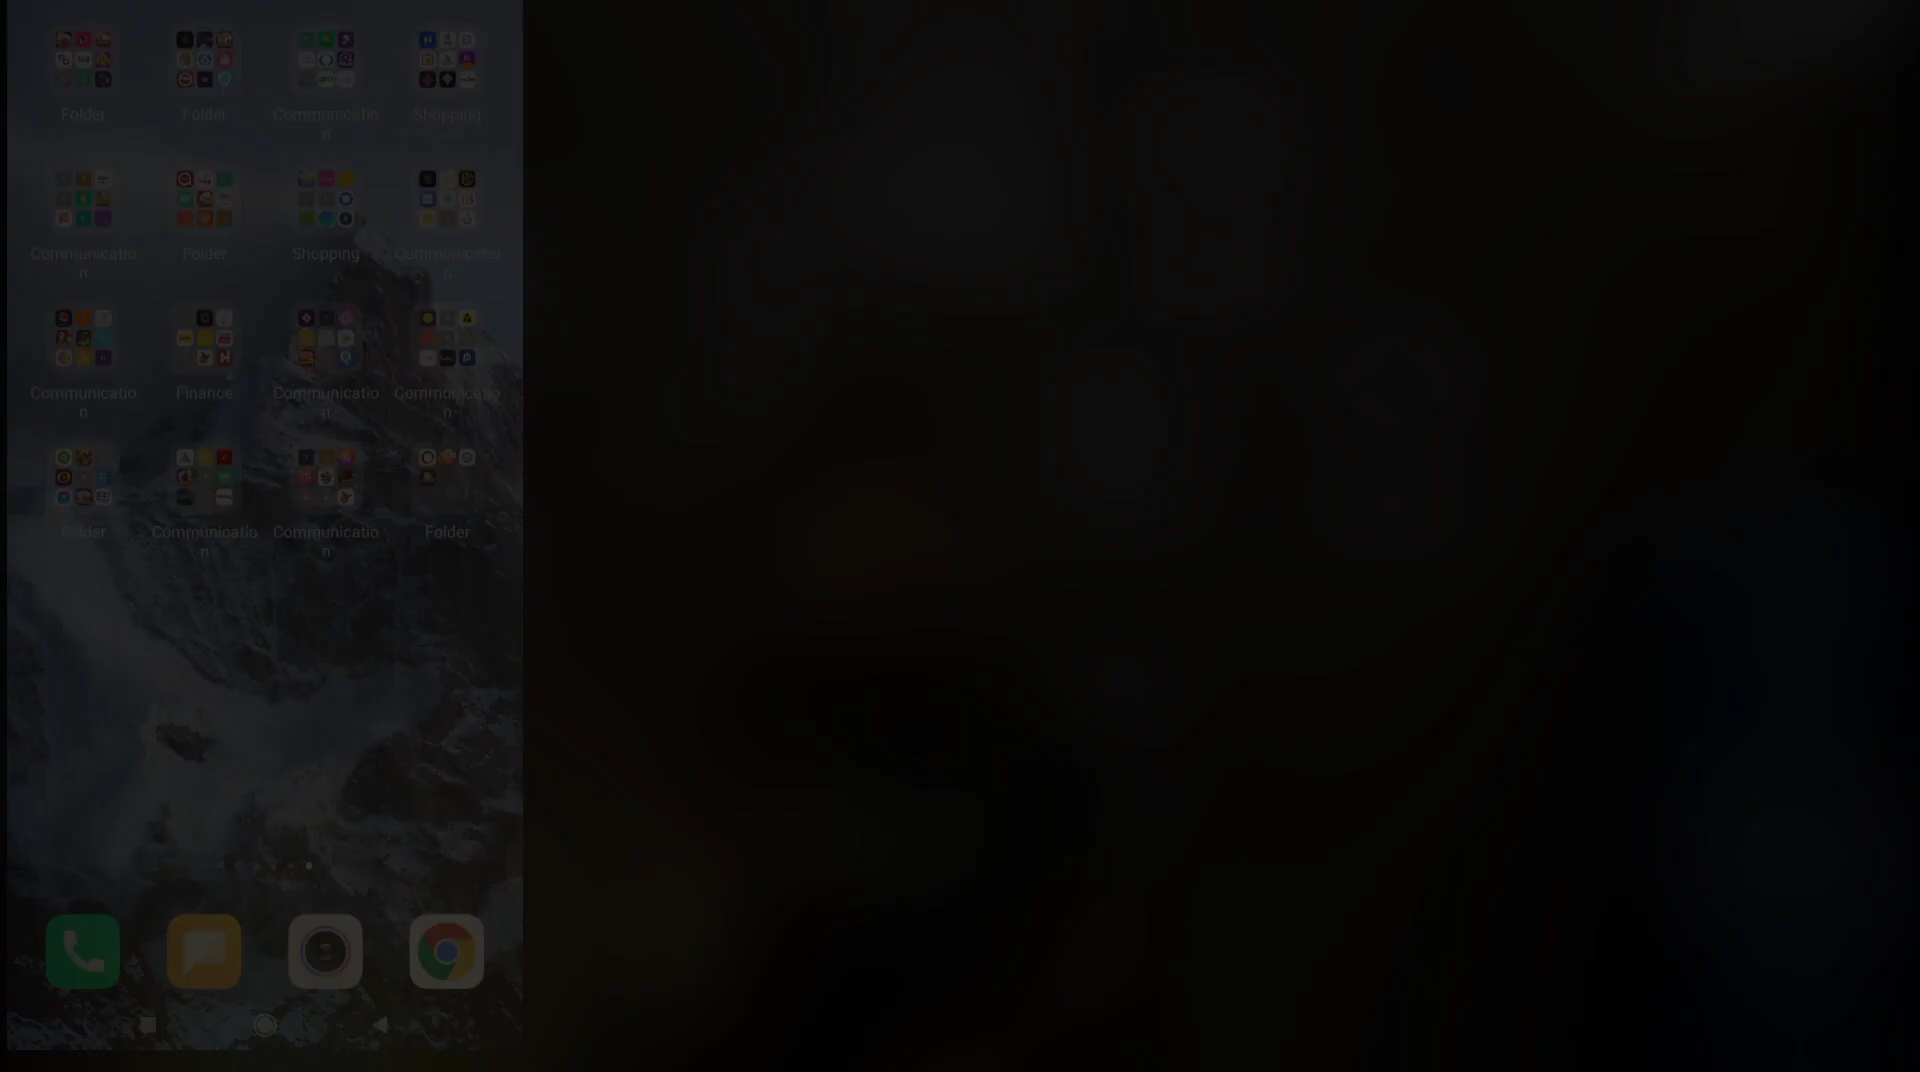 Folder Folder Communicatio Shopping
n
Communicatio Folder Shopping Communicatio
n n
Communicatio Finance Communicatio Communicatio
n n n
Folder Communicatio Communicatio Folder
n n